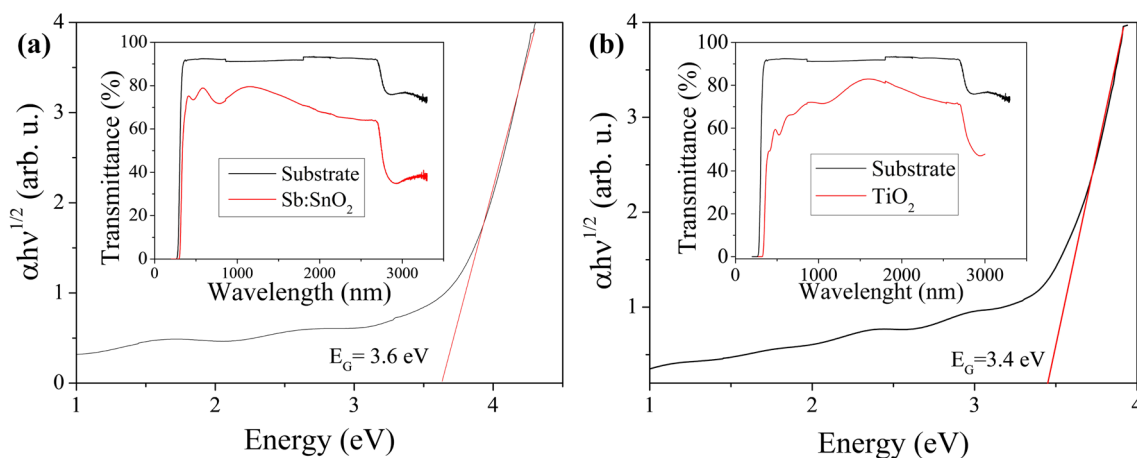 (a)
4
3
2
1
0
αhν^1/2 (arb. u.)
1
2
3
4
Energy (eV)
E_G= 3.6 eV
100
80
60
40
20
0
Transmittance (%)
0
1000
2000
3000
Wavelength (nm)
Substrate
Sb:SnO₂
(b)
4
3
2
1
αhν^1/2 (arb. u.)
1
2
3
4
Energy (eV)
E_G=3.4 eV
100
80
60
40
20
0
Transmittance (%)
0
1000
2000
3000
Wavelenght (nm)
Substrate
TiO₂